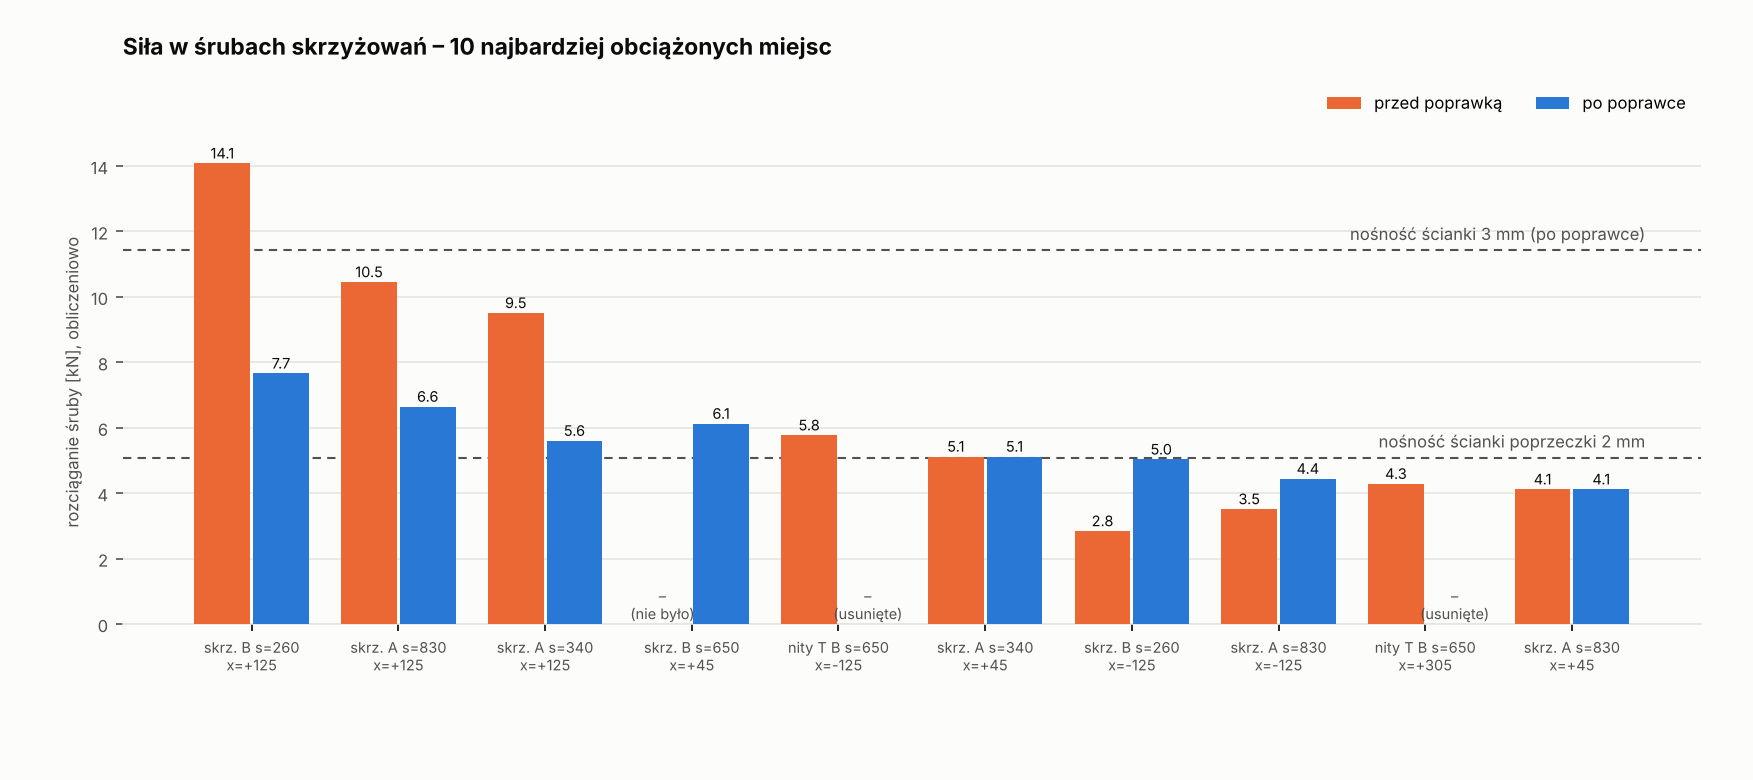 Siła w śrubach skrzyżowań – 10 najbardziej obciążonych miejsc
przed poprawką
po poprawce
rozciąganie śruby [kN], obliczeniowo
14
12
10
8
6
4
2
0
nośność ścianki 3 mm (po poprawce)
nośność ścianki poprzeczki 2 mm
14.1
7.7
10.5
6.6
9.5
5.6
–
(nie było)
6.1
5.8
–
(usunięte)
5.1
5.1
2.8
5.0
3.5
4.4
4.3
–
(usunięte)
4.1
4.1
skrz. B s=260
x=+125
skrz. A s=830
x=+125
skrz. A s=340
x=+125
skrz. B s=650
x=+45
nity T B s=650
x=-125
skrz. A s=340
x=+45
skrz. B s=260
x=-125
skrz. A s=830
x=-125
nity T B s=650
x=+305
skrz. A s=830
x=+45